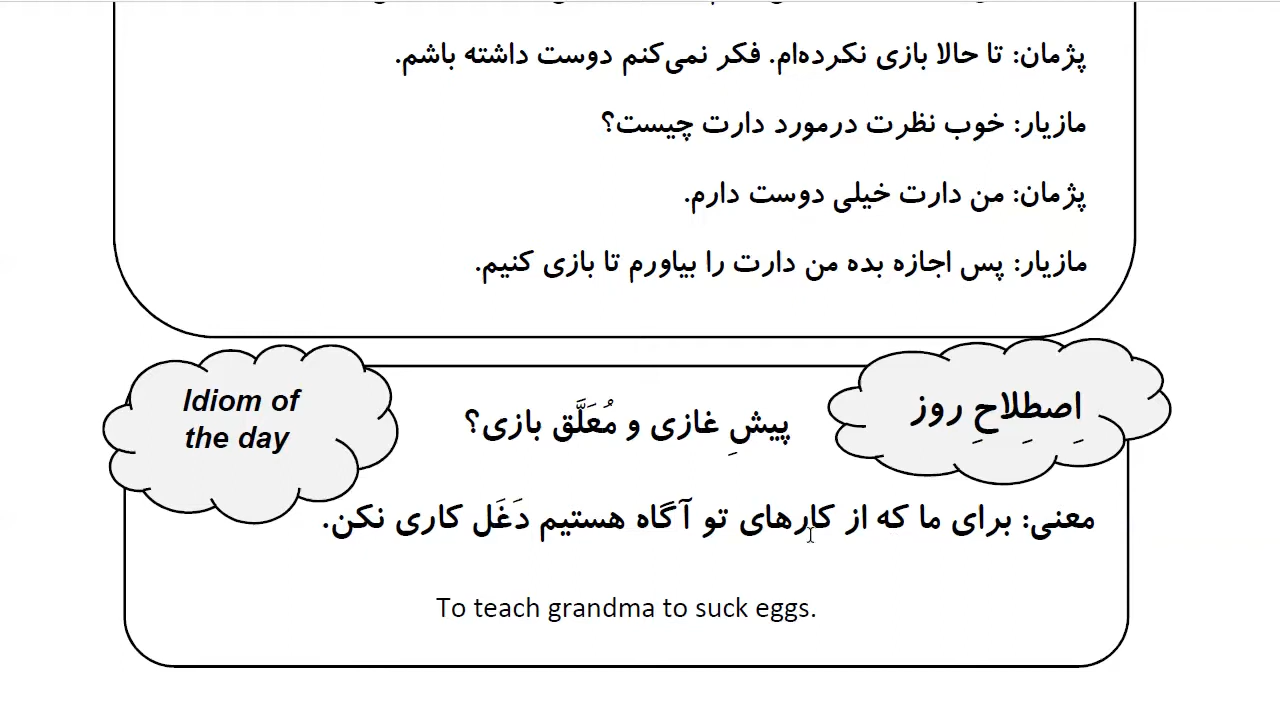 پژمان: تا حالا بازی نکرده‌ام. فکر نمی‌کنم دوست داشته باشم.
مازیار: خوب نظرت درمورد دارت چیست؟
پژمان: من دارت خیلی دوست دارم.
مازیار: پس اجازه بده من دارت را بیاورم تا بازی کنیم.
اِصطِلاحِ روز
Idiom of
the day
پیشِ غازی و مُعَلَّق بازی؟
معنی: برای ما که از کارهای تو آگاه هستیم دَغَل کاری نکن.
To teach grandma to suck eggs.